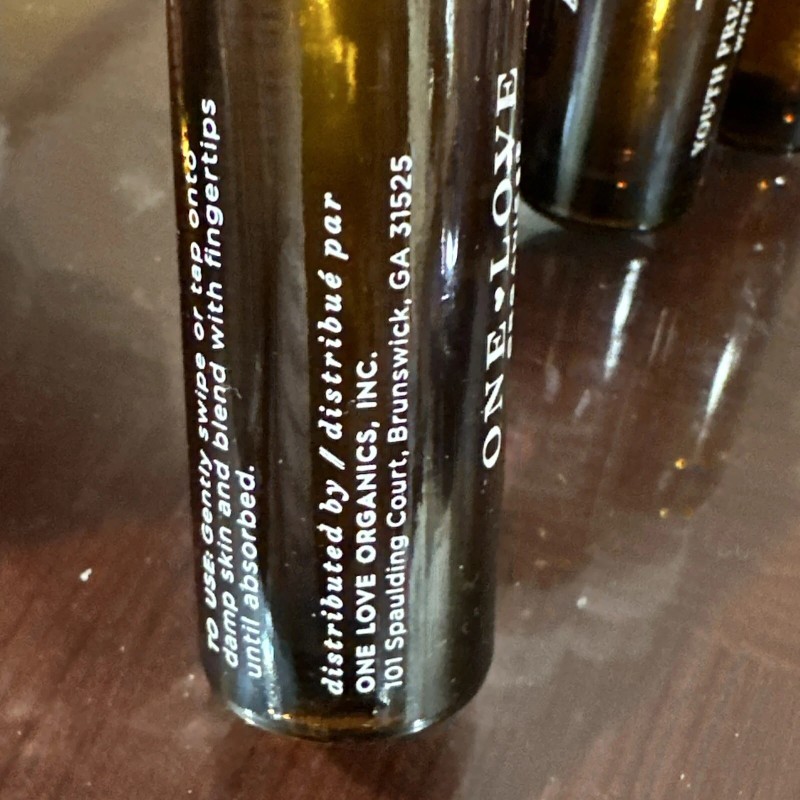 TO USE: Gently swipe or tap onto
damp skin and blend with fingertips
until absorbed.
distributed by // distribué par
ONE LOVE ORGANICS, INC.
101 Spaulding Court, Brunswick, GA 31525
ONE♥LOVE
YOUTH